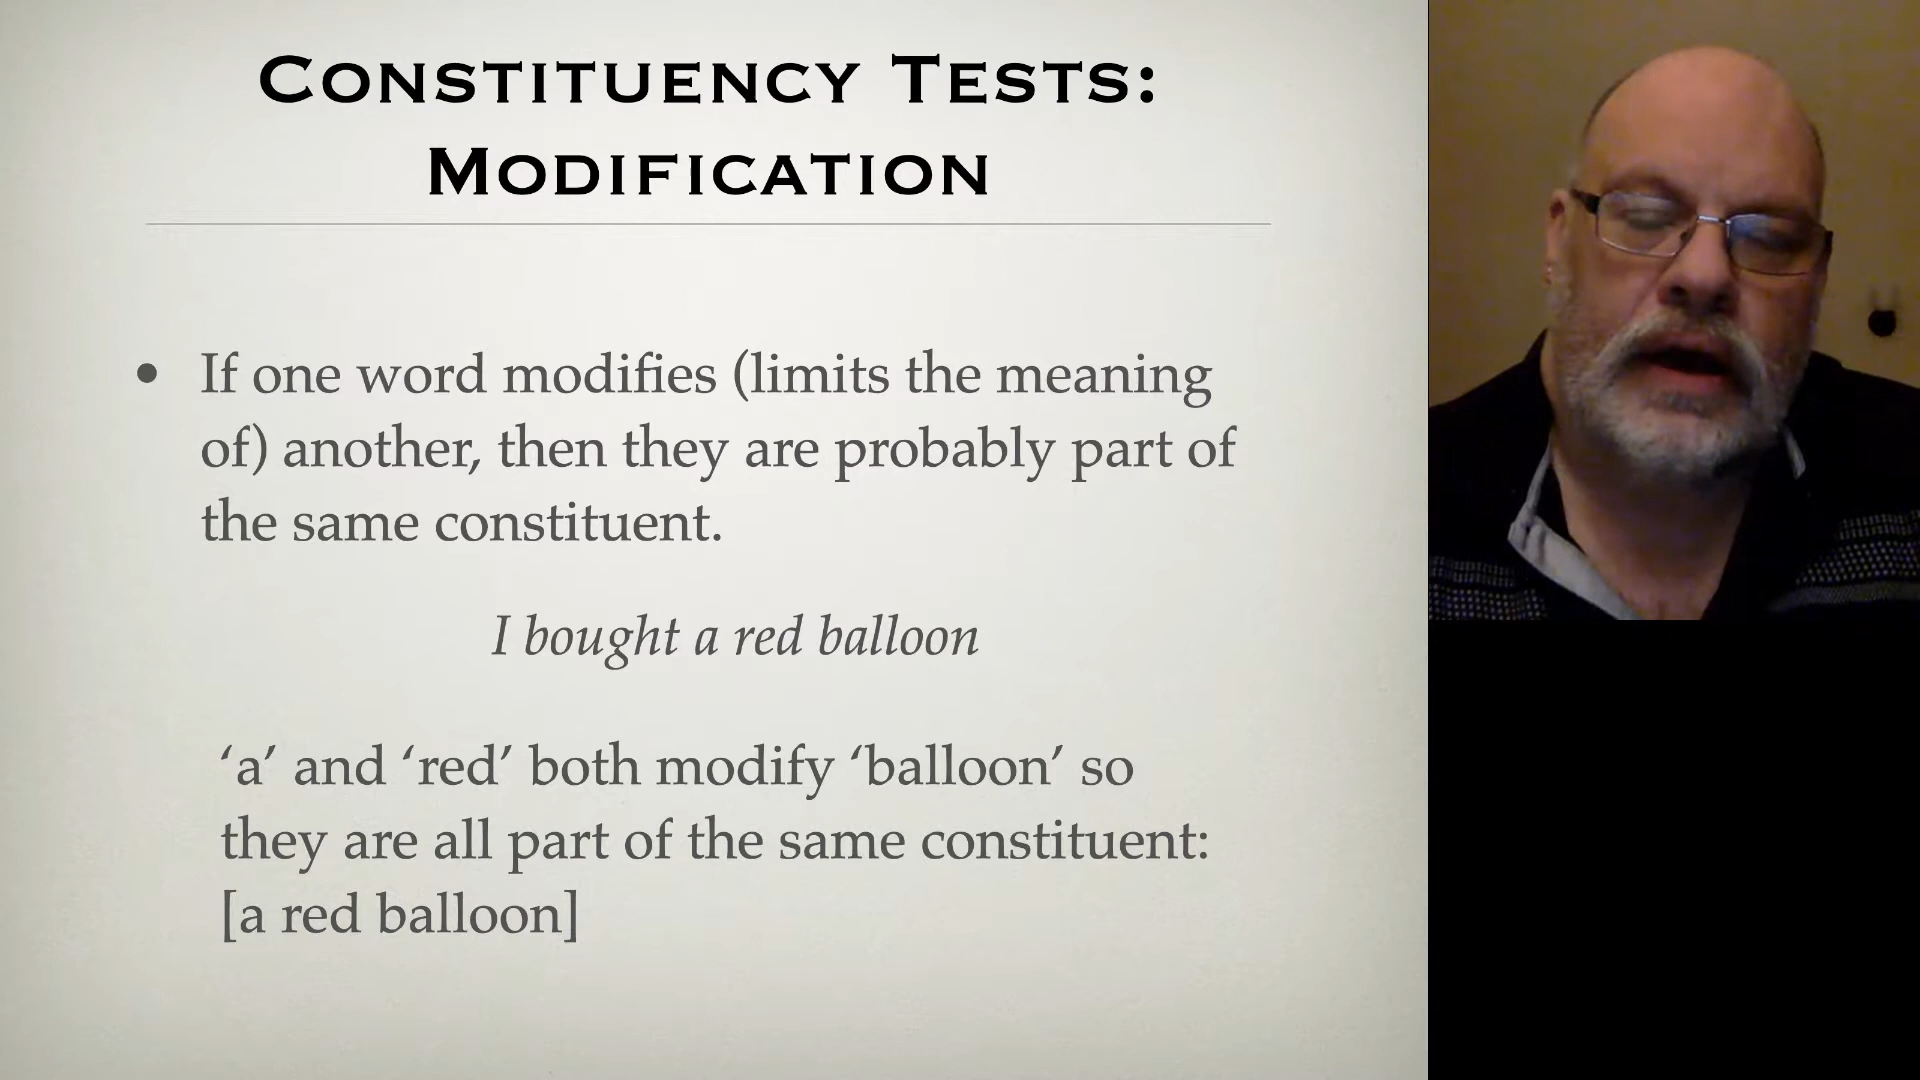 Constituency Tests:
Modification
• If one word modifies (limits the meaning
of) another, then they are probably part of
the same constituent.
I bought a red balloon
‘a’ and ‘red’ both modify ‘balloon’ so
they are all part of the same constituent:
[a red balloon]